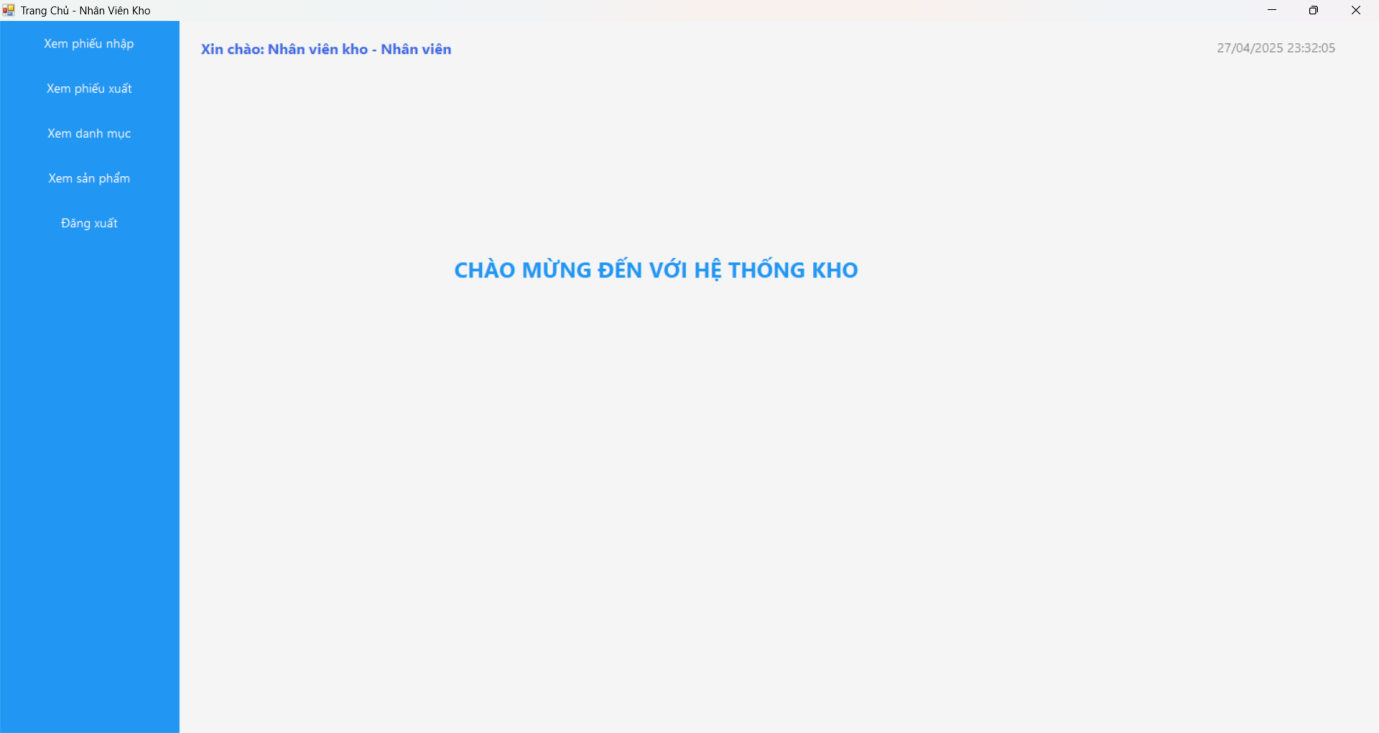 Trang Chủ - Nhân Viên Kho
Xem phiếu nhập
Xem phiếu xuất
Xem danh mục
Xem sản phẩm
Đăng xuất
Xin chào: Nhân viên kho - Nhân viên
27/04/2025 23:32:05
CHÀO MỪNG ĐẾN VỚI HỆ THỐNG KHO